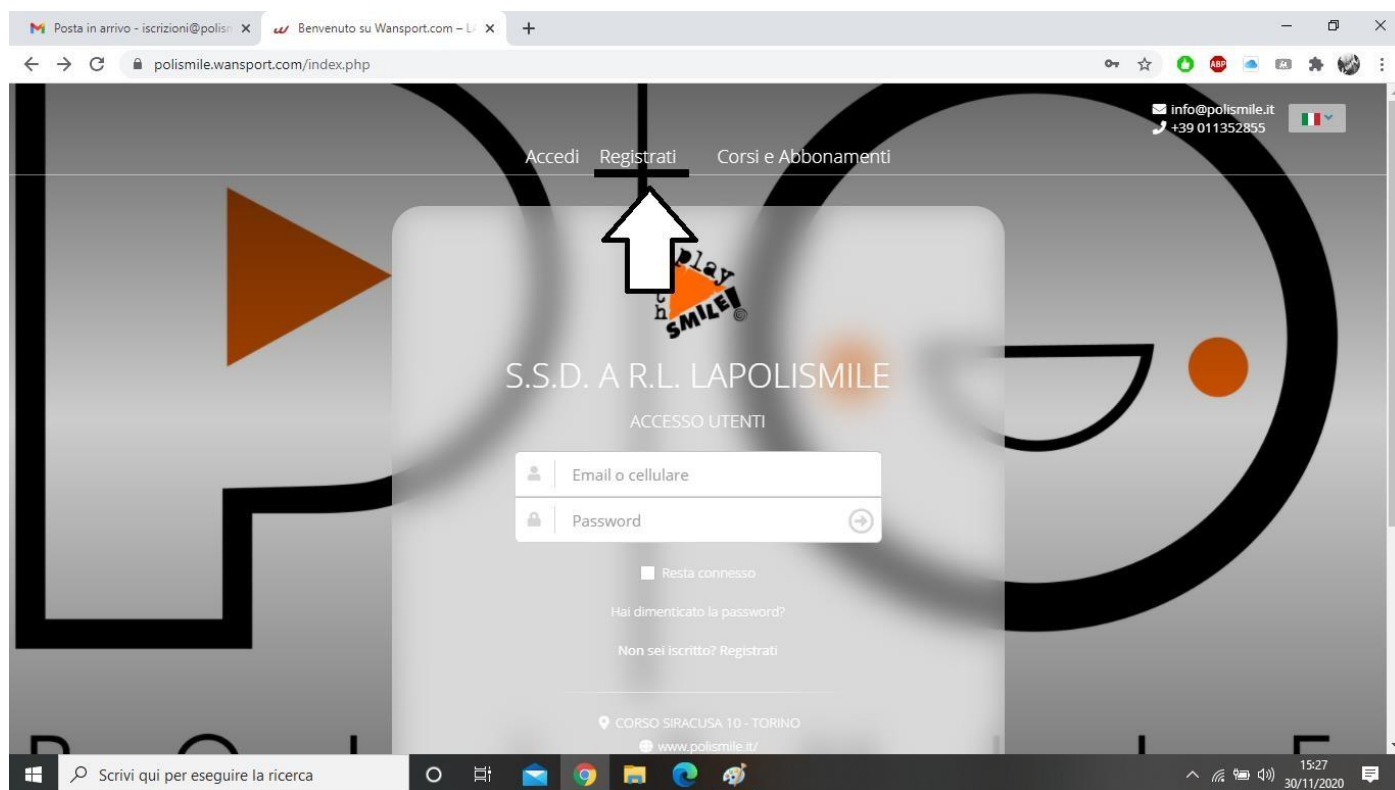 Posta in arrivo - iscrizioni@polisn
Benvenuto su Wansport.com – LA
polismile.wansport.com/index.php
ABP
info@polismile.it
+39 011352855
Accedi Registrati Corsi e Abbonamenti
play
th
SMILE!
S.S.D. A R.L. LAPOLISMILE
ACCESSO UTENTI
Email o cellulare
Password
Resta connesso
Hai dimenticato la password?
Non sei iscritto? Registrati
CORSO SIRACUSA 10 - TORINO
www.polismile.it/
Scrivi qui per eseguire la ricerca
15:27
30/11/2020